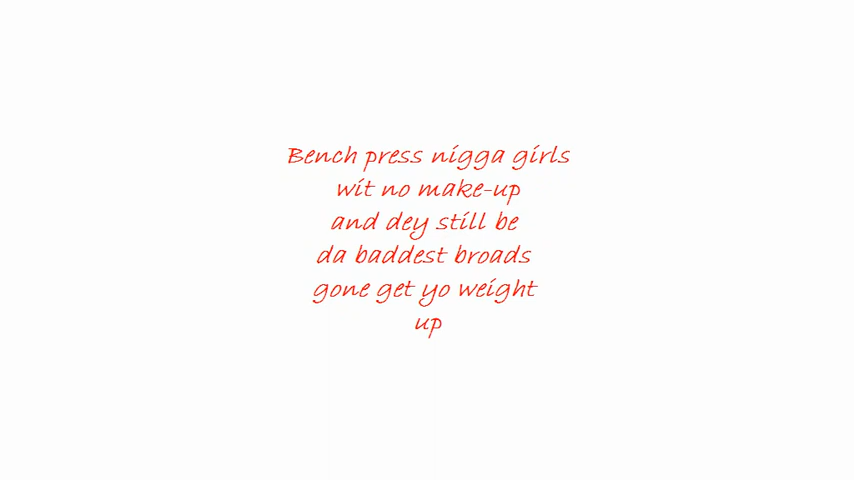 Bench press nigga girls
wit no make-up
and dey still be
da baddest broads
gone get yo weight
up